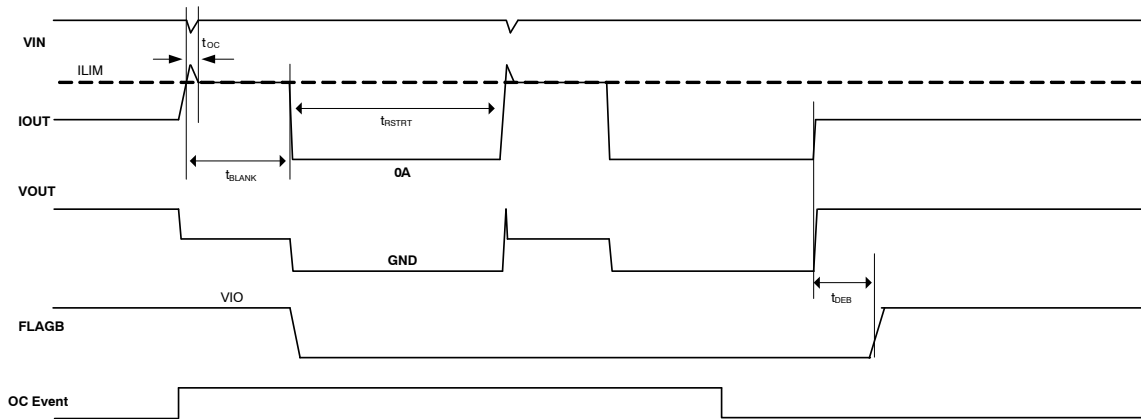 VIN
tOC
ILIM
IOUT
tRSTRT
tBLANK
0A
VOUT
GND
VIO
tDEB
FLAGB
OC Event